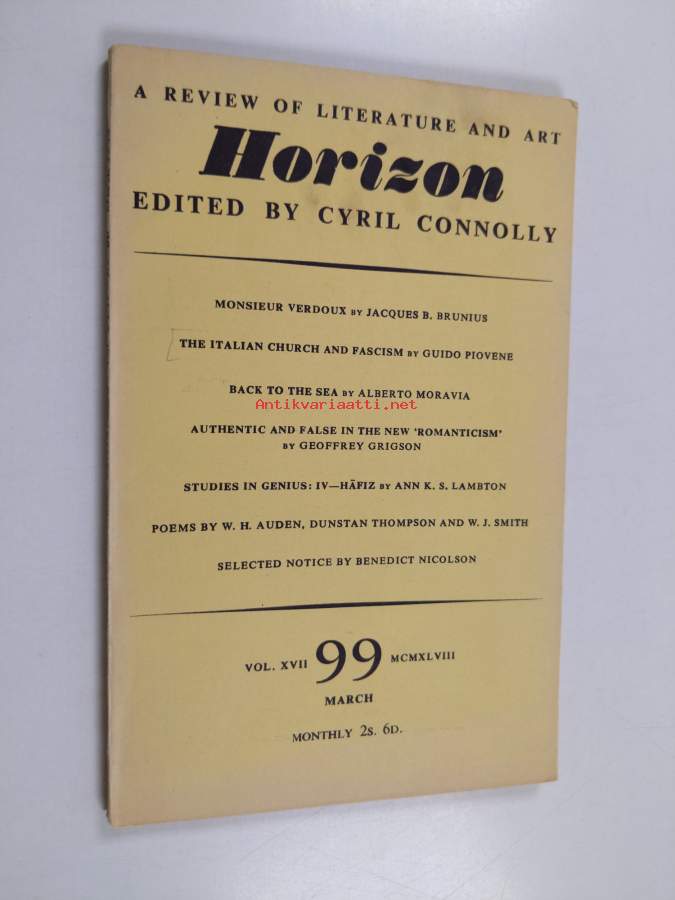 A REVIEW OF LITERATURE AND ART
Horizon
EDITED BY CYRIL CONNOLLY
MONSIEUR VERDOUX BY JACQUES B. BRUNIUS
THE ITALIAN CHURCH AND FASCISM BY GUIDO PIOVENE
BACK TO THE SEA BY ALBERTO MORAVIA
Antikvariaatti.net
AUTHENTIC AND FALSE IN THE NEW 'ROMANTICISM'
BY GEOFFREY GRIGSON
STUDIES IN GENIUS: IV—HĀFIZ BY ANN K. S. LAMBTON
POEMS BY W. H. AUDEN, DUNSTAN THOMPSON AND W. J. SMITH
SELECTED NOTICE BY BENEDICT NICOLSON
VOL. XVII 99 MCMXLVIII
MARCH
MONTHLY 2S. 6D.